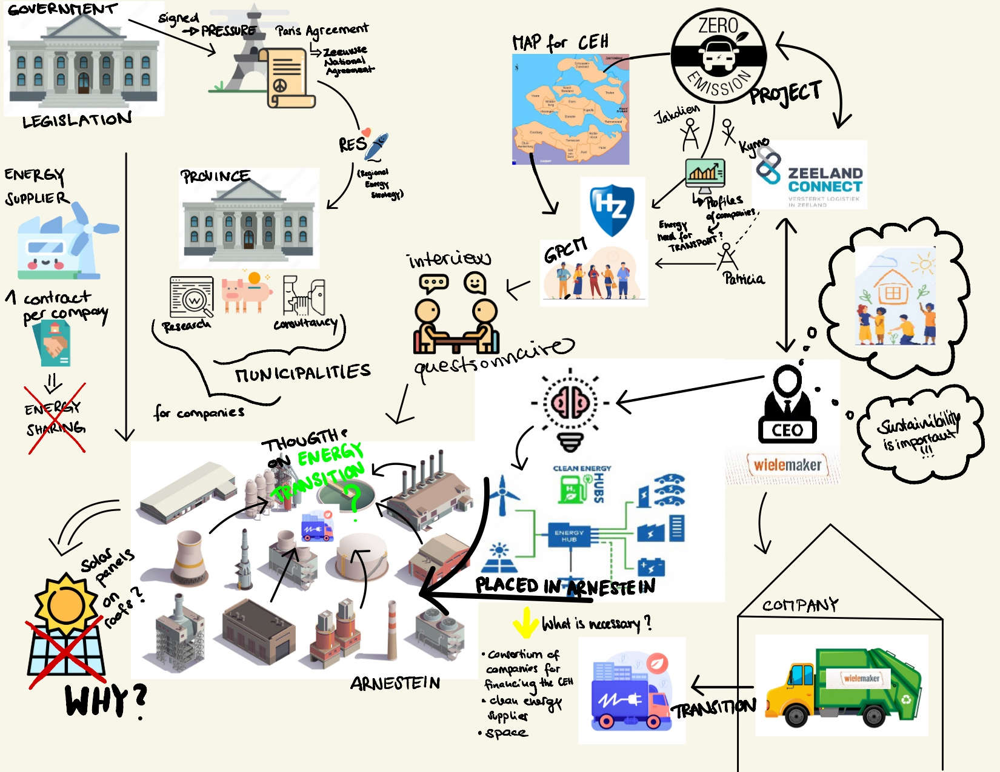 GOVERNMENT
LEGISLATION
signed
→ PRESSURE
Paris Agreement
Zeeuwse
National
Agreement
RES
(Regional
Energy
Strategy)
ENERGY
SUPPLIER
1 contract
per company
=
ENERGY
SHARING
PROVINCE
W
Research
Consultancy
MUNICIPALITIES
for companies
MAP for CEH
ZERO
EMISSION
PROJECT
Jakolien
Kymo
ZEELAND
CONNECT
VERSTERKT LOGISTIEK
IN ZEELAND
Profiles
of companies
Energy
need for
TRANSPORT?
Patricia
HZ
GPCM
interview
questionnaire
CEO
wielemaker
Sustainibility
is important
!!!
THOUGTHS
ON ENERGY
TRANSITION
?
CLEAN ENERGY
HUBS
H₂
ENERGY
HUB
PLACED IN ARNESTEIN
ARNESTEIN
Solar
panels
on
roofs?
WHY?
What is necessary?
• Consortium of
companies for
financing the CEH
• clean energy
supplier
• space
COMPANY
wielemaker
TRANSITION